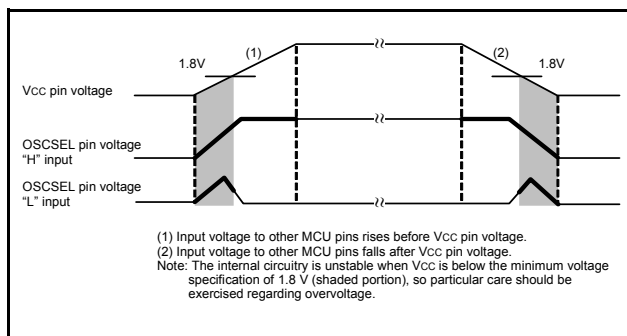 1.8V
(1)
(2)
1.8V
VCC pin voltage
OSCSEL pin voltage
“H” input
OSCSEL pin voltage
“L” input
(1) Input voltage to other MCU pins rises before VCC pin voltage.
(2) Input voltage to other MCU pins falls after VCC pin voltage.
Note: The internal circuitry is unstable when VCC is below the minimum voltage
specification of 1.8 V (shaded portion), so particular care should be
exercised regarding overvoltage.